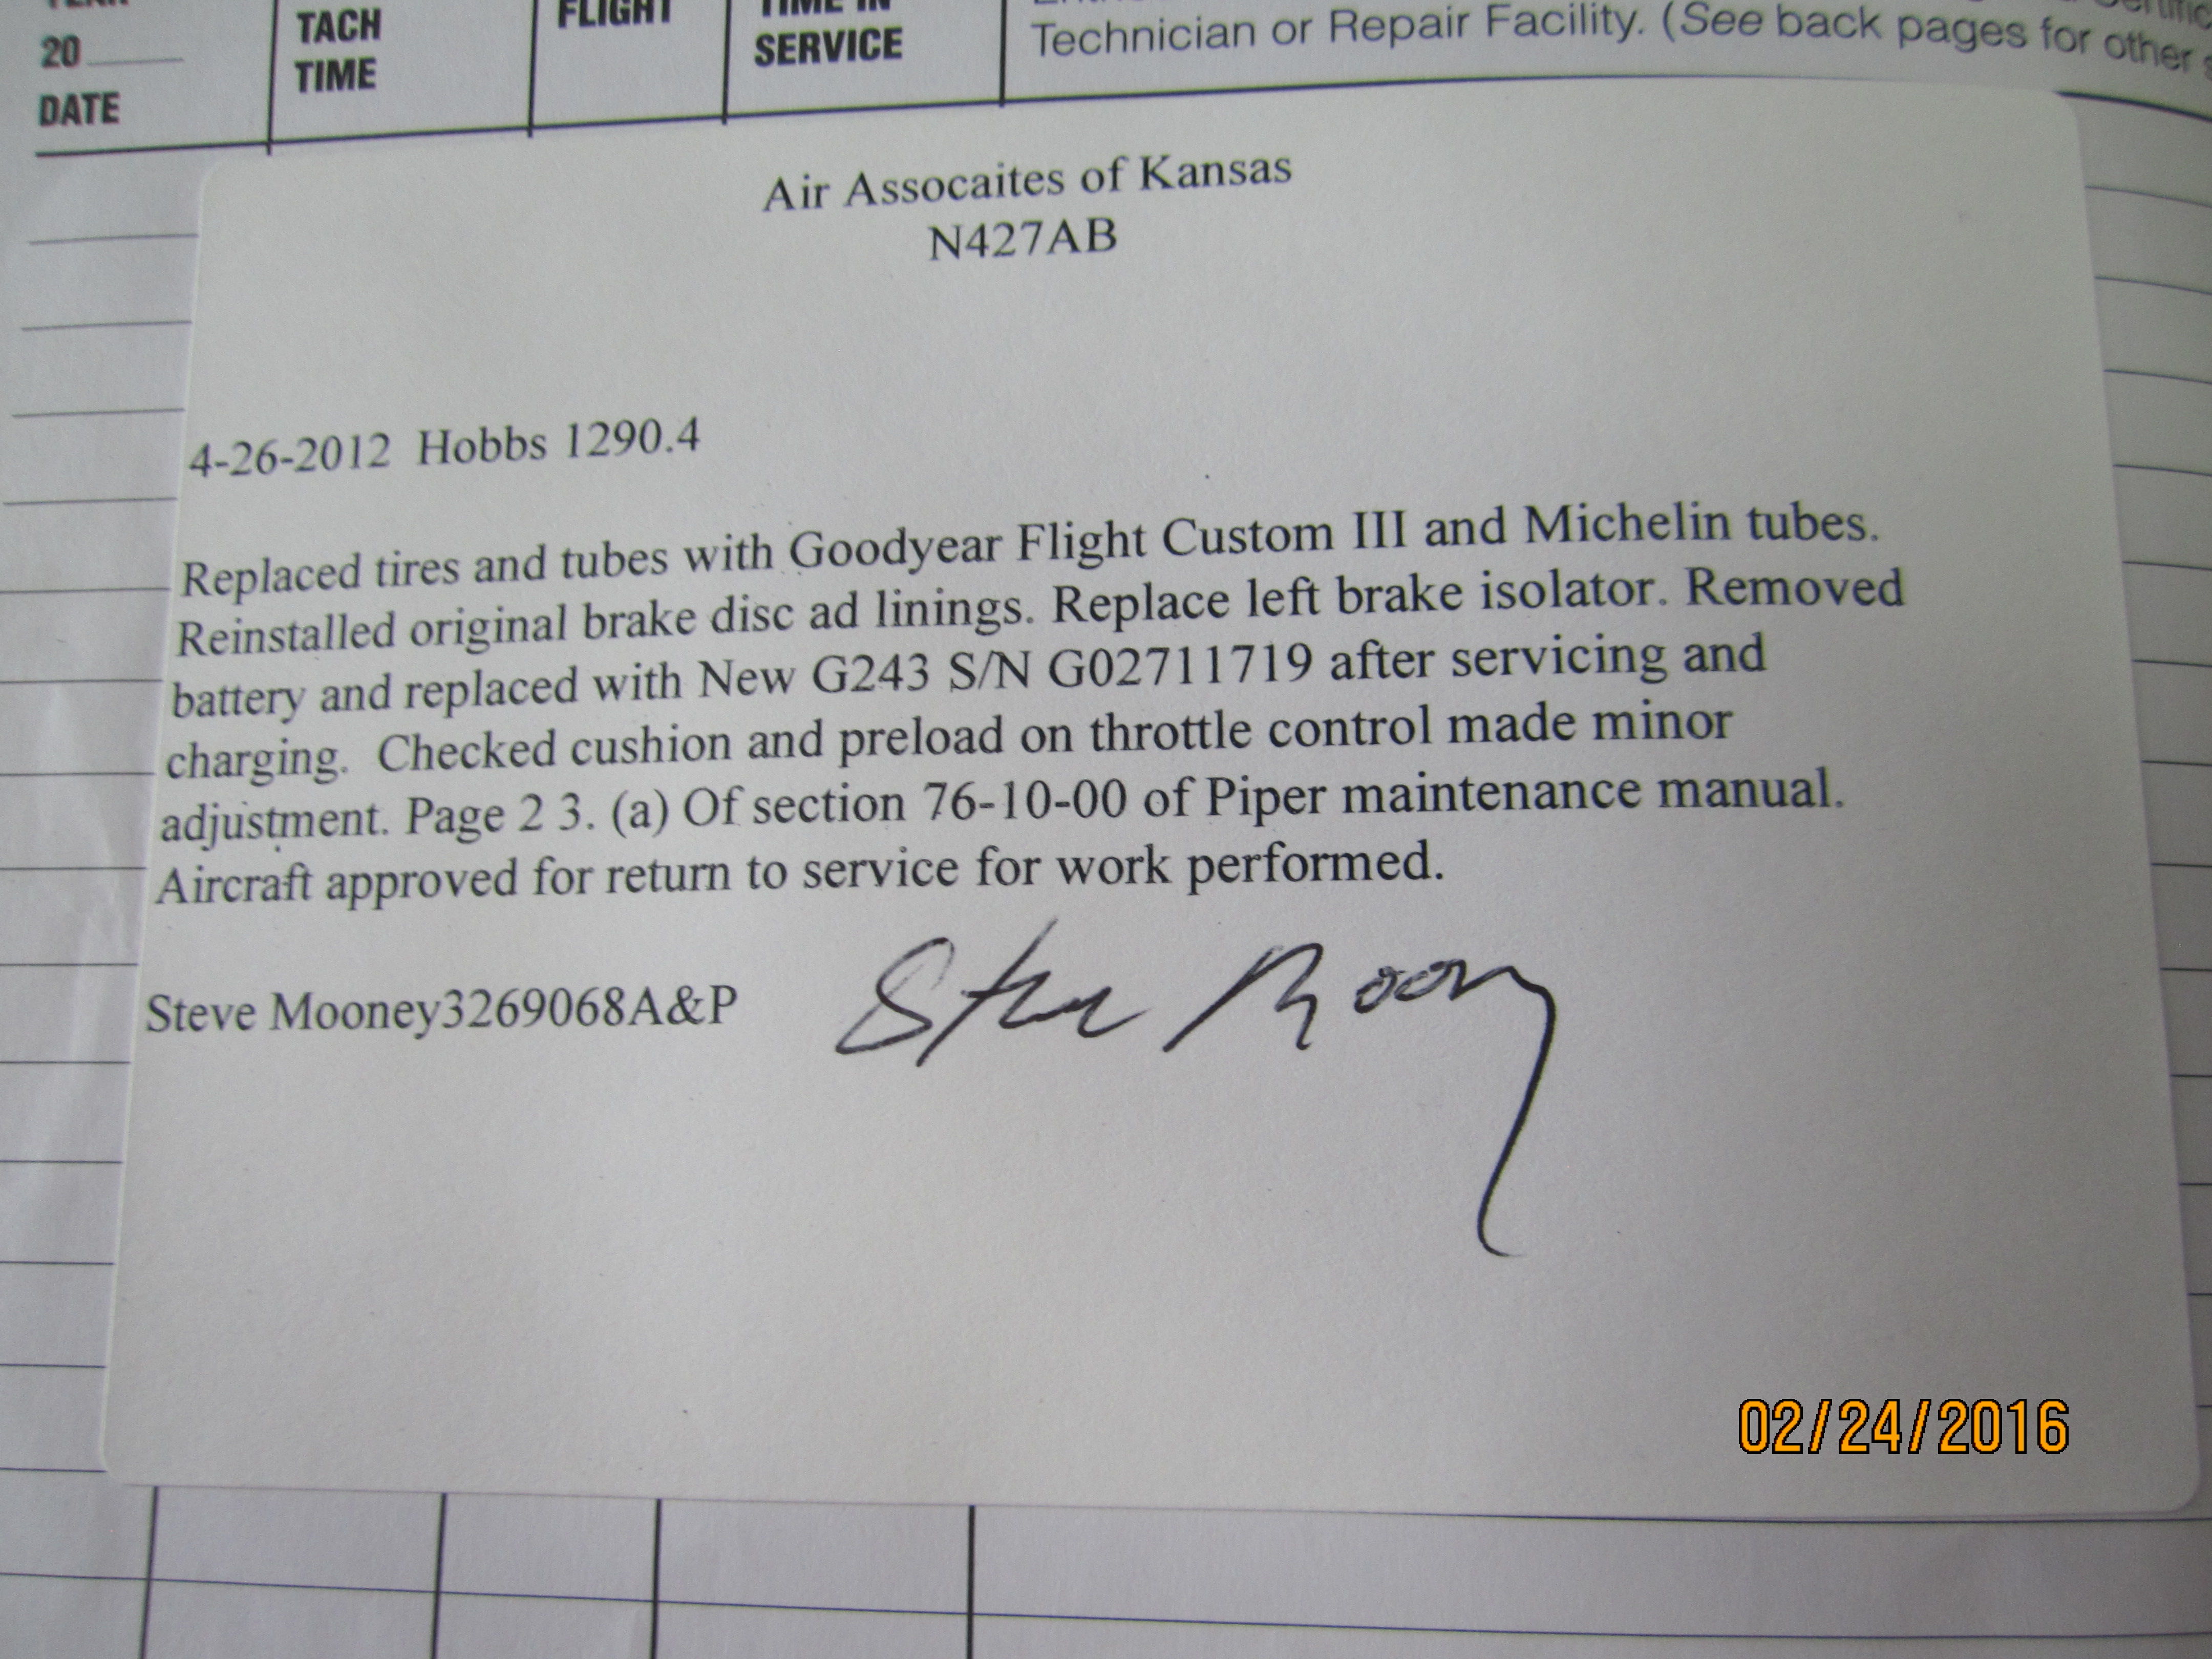 20
DATE
TACH
TIME
FLIGHT
TIME IN
SERVICE
Technician or Repair Facility. (See back pages for other
Air Assocaites of Kansas
N427AB
4-26-2012 Hobbs 1290.4
Replaced tires and tubes with Goodyear Flight Custom III and Michelin tubes.
Reinstalled original brake disc ad linings. Replace left brake isolator. Removed
battery and replaced with New G243 S/N G02711719 after servicing and
charging. Checked cushion and preload on throttle control made minor
adjustment. Page 2 3. (a) Of section 76-10-00 of Piper maintenance manual.
Aircraft approved for return to service for work performed.
Steve Mooney3269068A&P Steve Mooney
02/24/2016